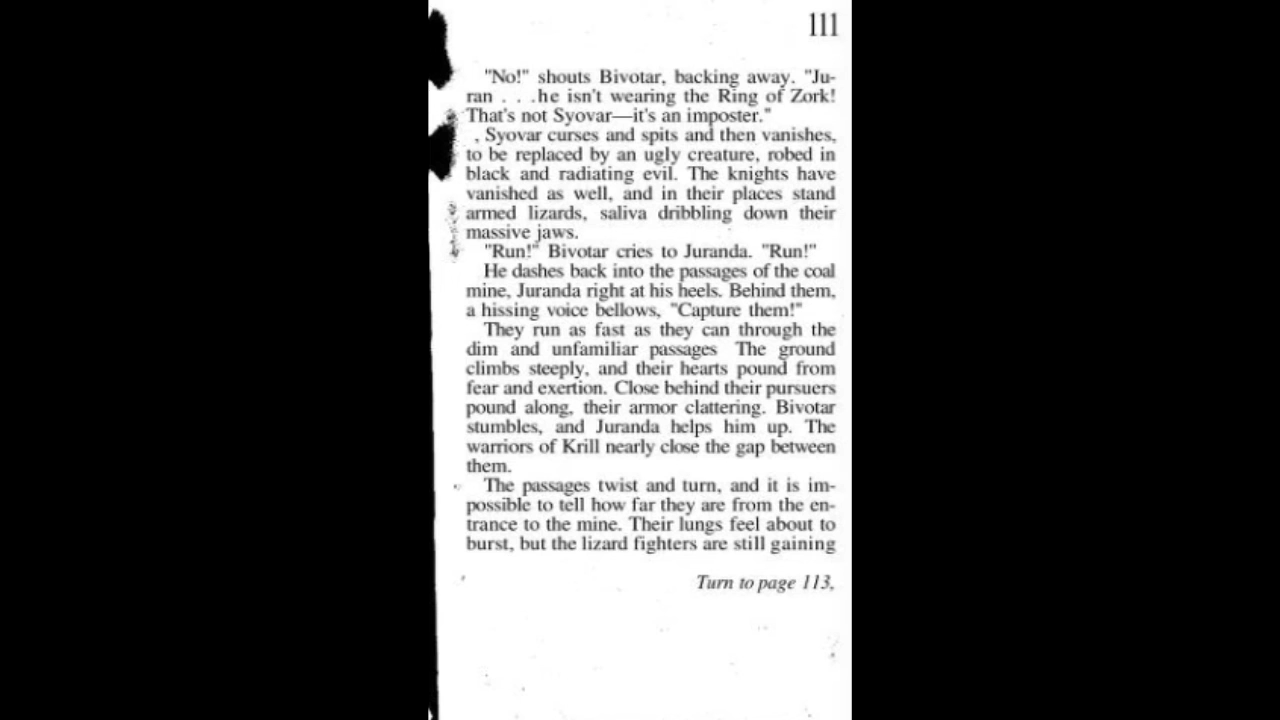 111
"No!" shouts Bivotar, backing away. "Ju-
ran . . .he isn't wearing the Ring of Zork!
That's not Syovar—it's an imposter."
, Syovar curses and spits and then vanishes,
to be replaced by an ugly creature, robed in
black and radiating evil. The knights have
vanished as well, and in their places stand
armed lizards, saliva dribbling down their
massive jaws.
"Run!" Bivotar cries to Juranda. "Run!"
He dashes back into the passages of the coal
mine, Juranda right at his heels. Behind them,
a hissing voice bellows, "Capture them!"
They run as fast as they can through the
dim and unfamiliar passages The ground
climbs steeply, and their hearts pound from
fear and exertion. Close behind their pursuers
pound along, their armor clattering. Bivotar
stumbles, and Juranda helps him up. The
warriors of Krill nearly close the gap between
them.
The passages twist and turn, and it is im-
possible to tell how far they are from the en-
trance to the mine. Their lungs feel about to
burst, but the lizard fighters are still gaining
Turn to page 113,